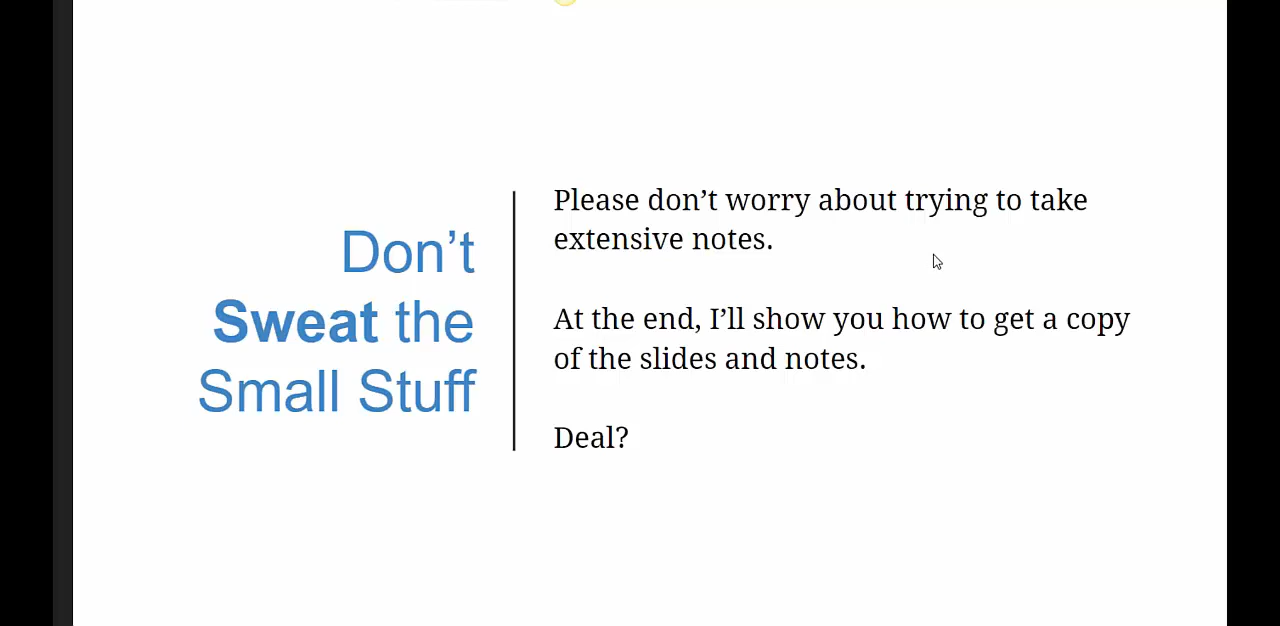 Don’t
Sweat the
Small Stuff
Please don’t worry about trying to take
extensive notes.
At the end, I’ll show you how to get a copy
of the slides and notes.
Deal?